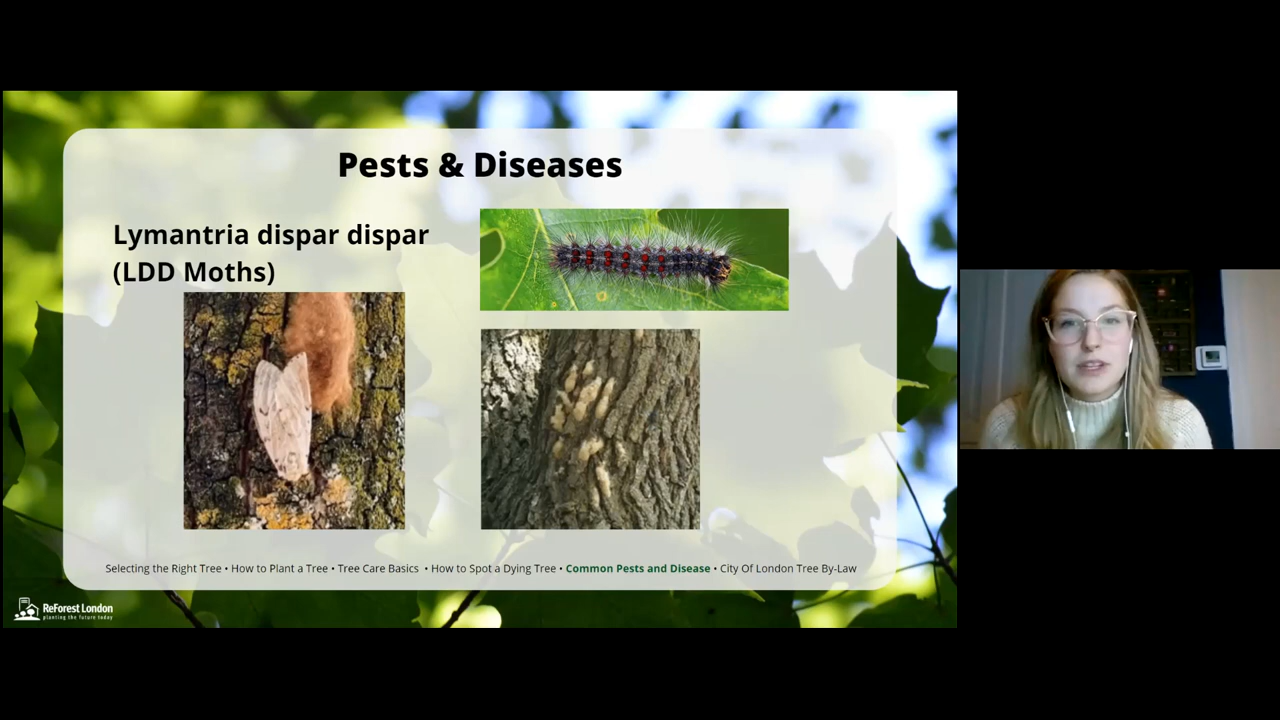 Pests & Diseases
Lymantria dispar dispar
(LDD Moths)
Selecting the Right Tree • How to Plant a Tree • Tree Care Basics • How to Spot a Dying Tree • Common Pests and Disease • City Of London Tree By-Law
ReForest London
planting the future today